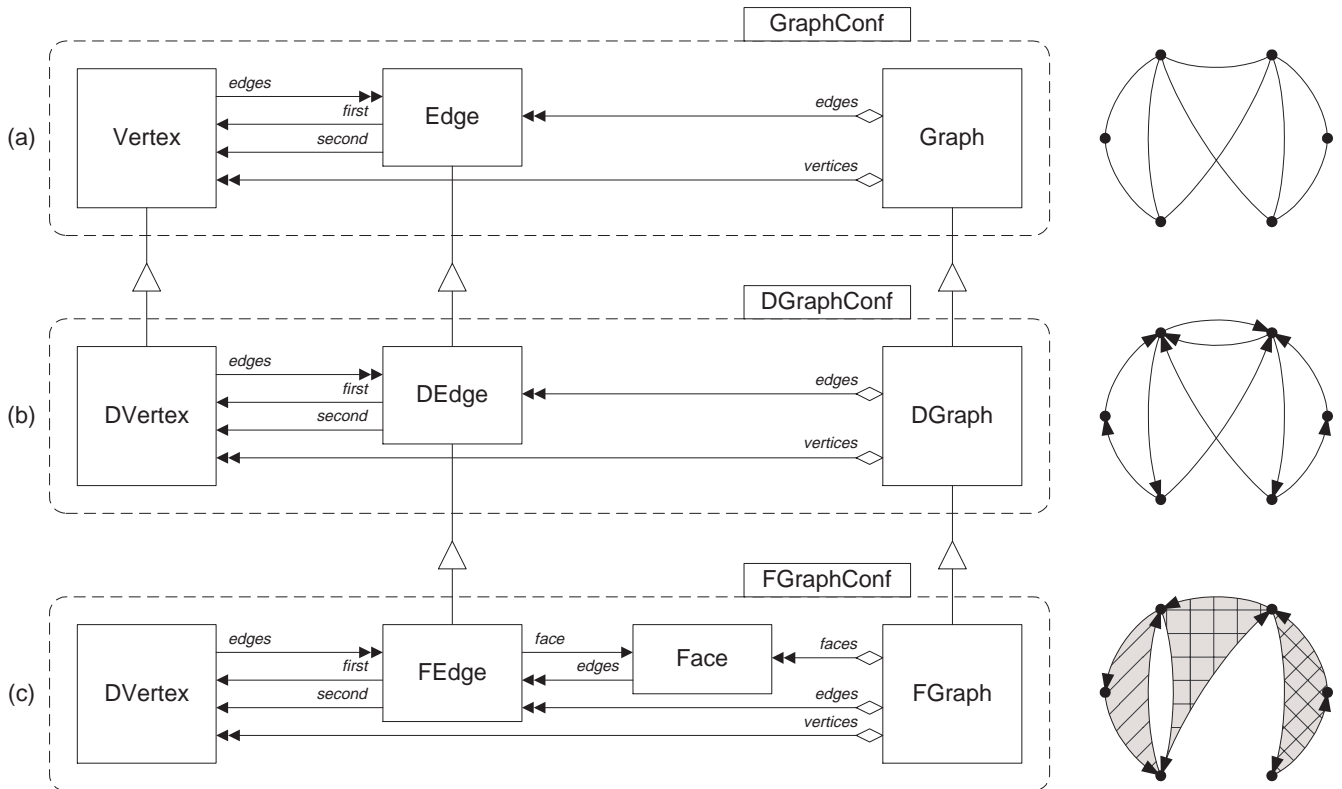 GraphConf
(a)
Vertex
edges
first
second
Edge
edges
vertices
Graph
DGraphConf
(b)
DVertex
edges
first
second
DEdge
edges
vertices
DGraph
FGraphConf
(c)
DVertex
edges
first
second
FEdge
face
edges
Face
faces
edges
vertices
FGraph